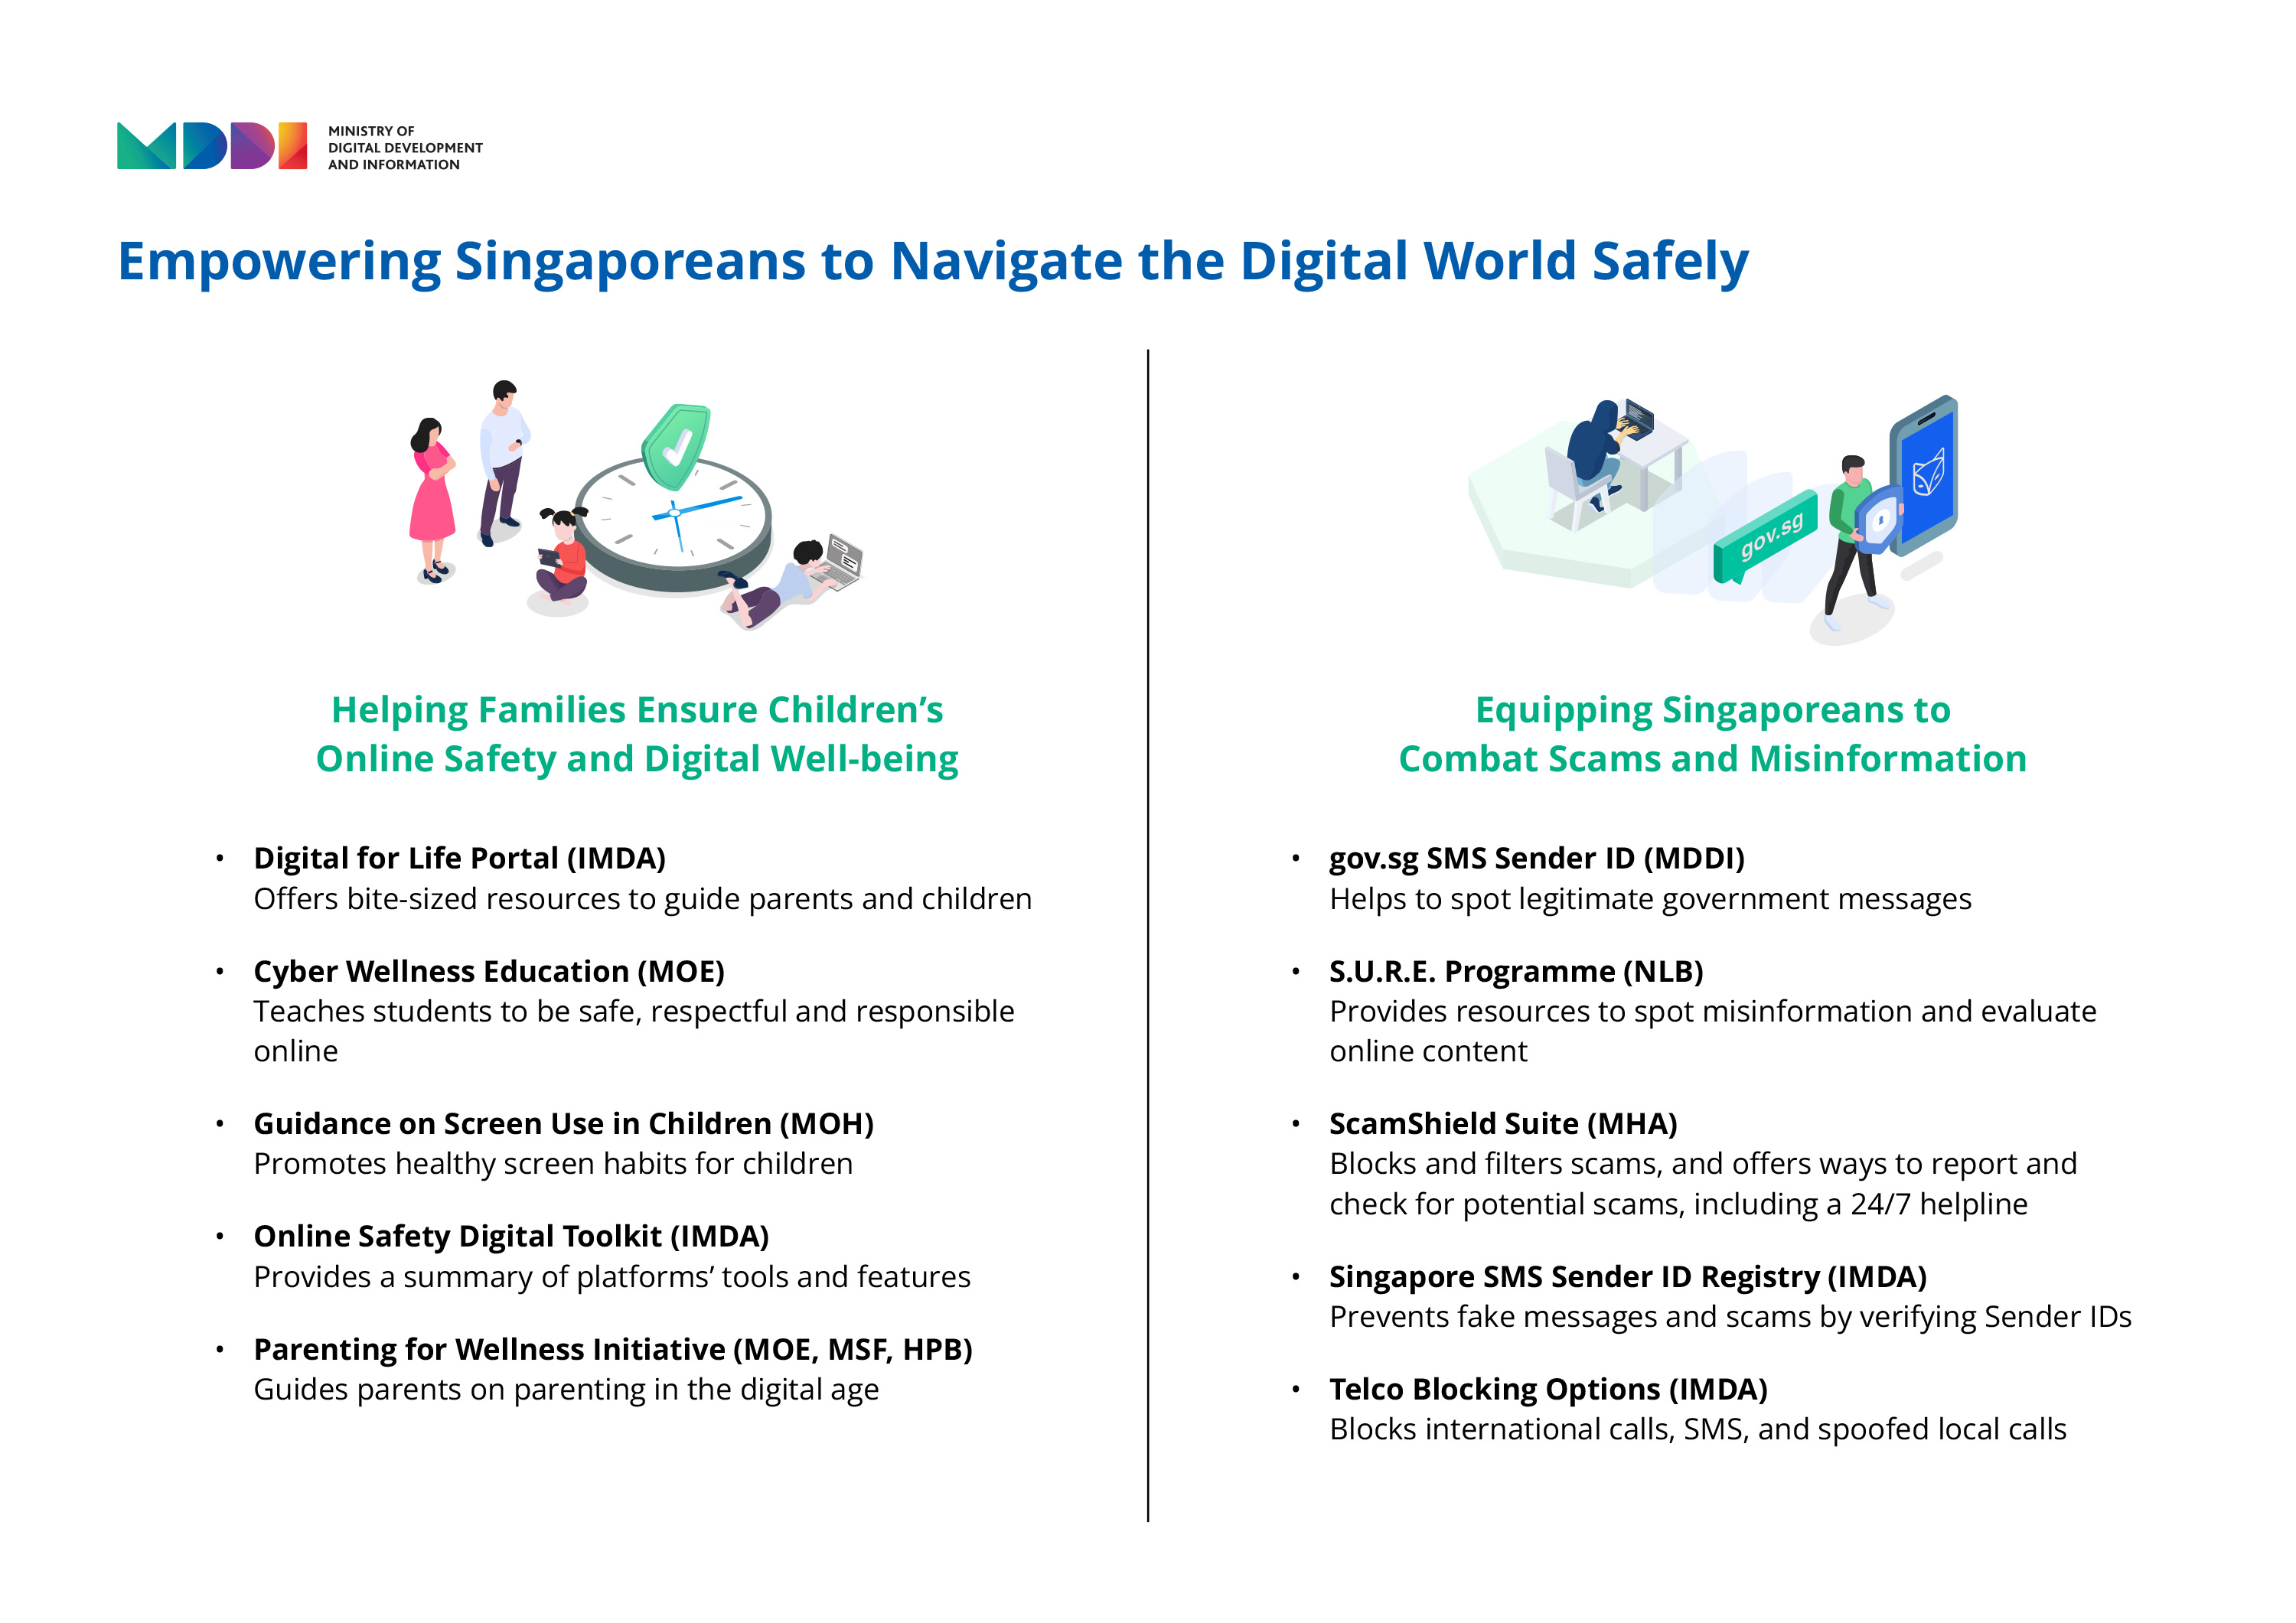 MDDI
MINISTRY OF
DIGITAL DEVELOPMENT
AND INFORMATION
Empowering Singaporeans to Navigate the Digital World Safely
gov.sg
Helping Families Ensure Children’s
Online Safety and Digital Well-being
• Digital for Life Portal (IMDA)
Offers bite-sized resources to guide parents and children
• Cyber Wellness Education (MOE)
Teaches students to be safe, respectful and responsible
online
• Guidance on Screen Use in Children (MOH)
Promotes healthy screen habits for children
• Online Safety Digital Toolkit (IMDA)
Provides a summary of platforms’ tools and features
• Parenting for Wellness Initiative (MOE, MSF, HPB)
Guides parents on parenting in the digital age
Equipping Singaporeans to
Combat Scams and Misinformation
• gov.sg SMS Sender ID (MDDI)
Helps to spot legitimate government messages
• S.U.R.E. Programme (NLB)
Provides resources to spot misinformation and evaluate
online content
• ScamShield Suite (MHA)
Blocks and filters scams, and offers ways to report and
check for potential scams, including a 24/7 helpline
• Singapore SMS Sender ID Registry (IMDA)
Prevents fake messages and scams by verifying Sender IDs
• Telco Blocking Options (IMDA)
Blocks international calls, SMS, and spoofed local calls